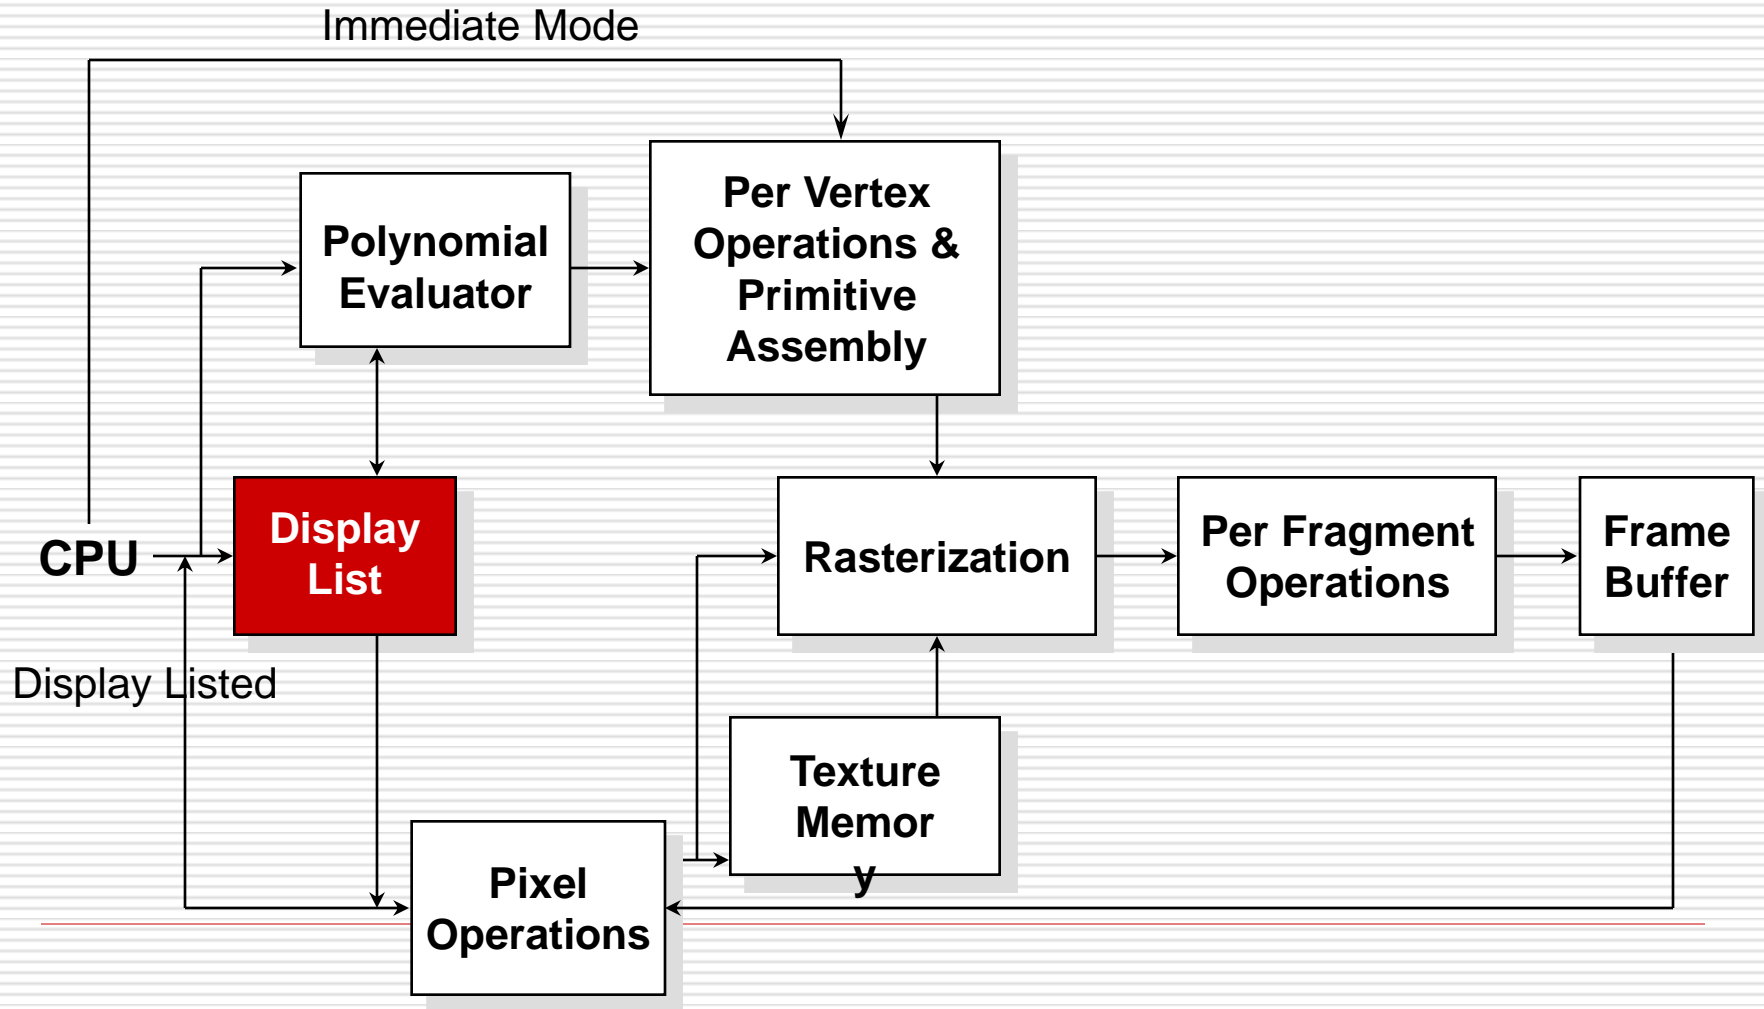 Immediate Mode
Polynomial
Evaluator
Per Vertex
Operations &
Primitive
Assembly
CPU
Display
List
Rasterization
Per Fragment
Operations
Frame
Buffer
Display Listed
Texture
Memor
y
Pixel
Operations